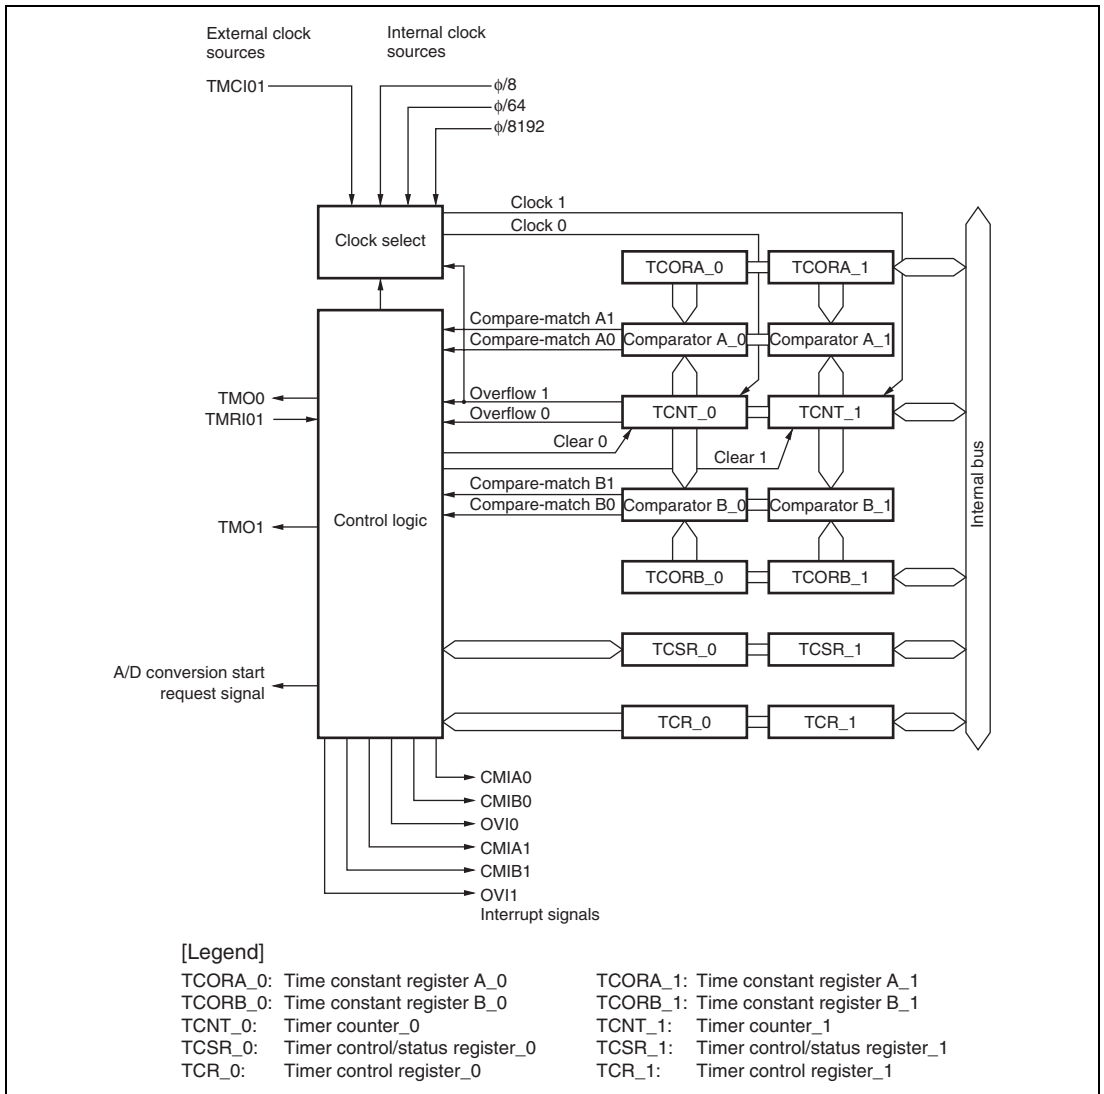 External clock
sources
Internal clock
sources
TMCI01
ϕ/8
ϕ/64
ϕ/8192
Clock 1
Clock 0
Clock select
TCORA_0
TCORA_1
Compare-match A1
Compare-match A0
Comparator A_0
Comparator A_1
TMO0
TMRI01
Overflow 1
Overflow 0
TCNT_0
TCNT_1
Clear 0
Clear 1
Internal bus
Compare-match B1
Compare-match B0
Comparator B_0
Comparator B_1
Control logic
TMO1
TCORB_0
TCORB_1
TCSR_0
TCSR_1
A/D conversion start
request signal
TCR_0
TCR_1
CMIA0
CMIB0
OVI0
CMIA1
CMIB1
OVI1
Interrupt signals
[Legend]
TCORA_0: Time constant register A_0
TCORA_1: Time constant register A_1
TCORB_0: Time constant register B_0
TCORB_1: Time constant register B_1
TCNT_0: Timer counter_0
TCNT_1: Timer counter_1
TCSR_0: Timer control/status register_0
TCSR_1: Timer control/status register_1
TCR_0: Timer control register_0
TCR_1: Timer control register_1